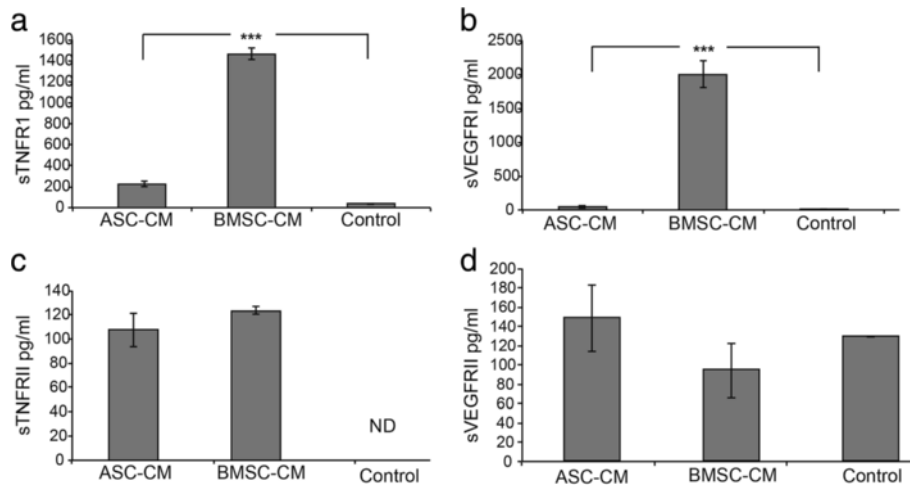 a
***
sTNFR1 pg/ml
1600
1400
1200
1000
800
600
400
200
0
ASC-CM BMSC-CM Control
b
***
sVEGFRI pg/ml
2500
2000
1500
1000
500
0
ASC-CM BMSC-CM Control
c
sTNFRII pg/ml
140
120
100
80
60
40
20
0
ND
ASC-CM BMSC-CM Control
d
sVEGFRII pg/ml
200
180
160
140
120
100
80
60
40
20
0
ASC-CM BMSC-CM Control